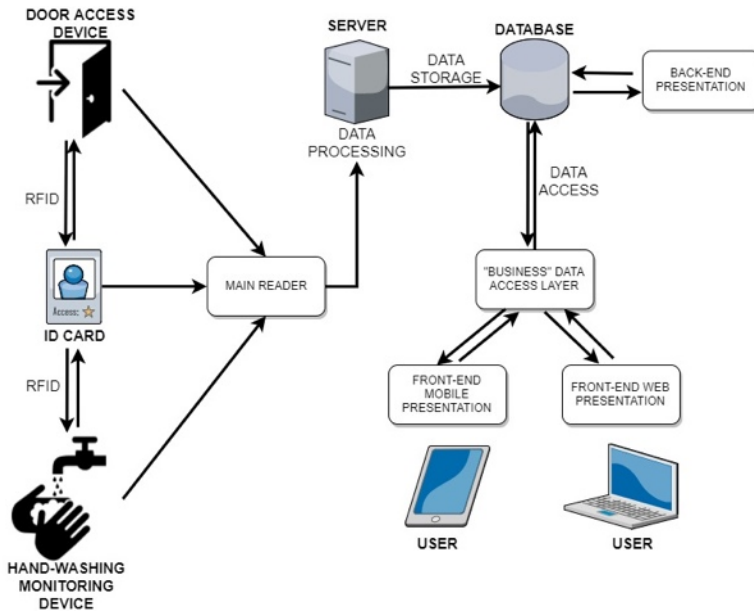 DOOR ACCESS
DEVICE
SERVER
DATABASE
DATA
STORAGE
BACK-END
PRESENTATION
DATA
PROCESSING
RFID
DATA
ACCESS
MAIN READER
"BUSINESS" DATA
ACCESS LAYER
Access:
ID CARD
RFID
FRONT-END
MOBILE
PRESENTATION
FRONT-END WEB
PRESENTATION
USER
USER
HAND-WASHING
MONITORING
DEVICE